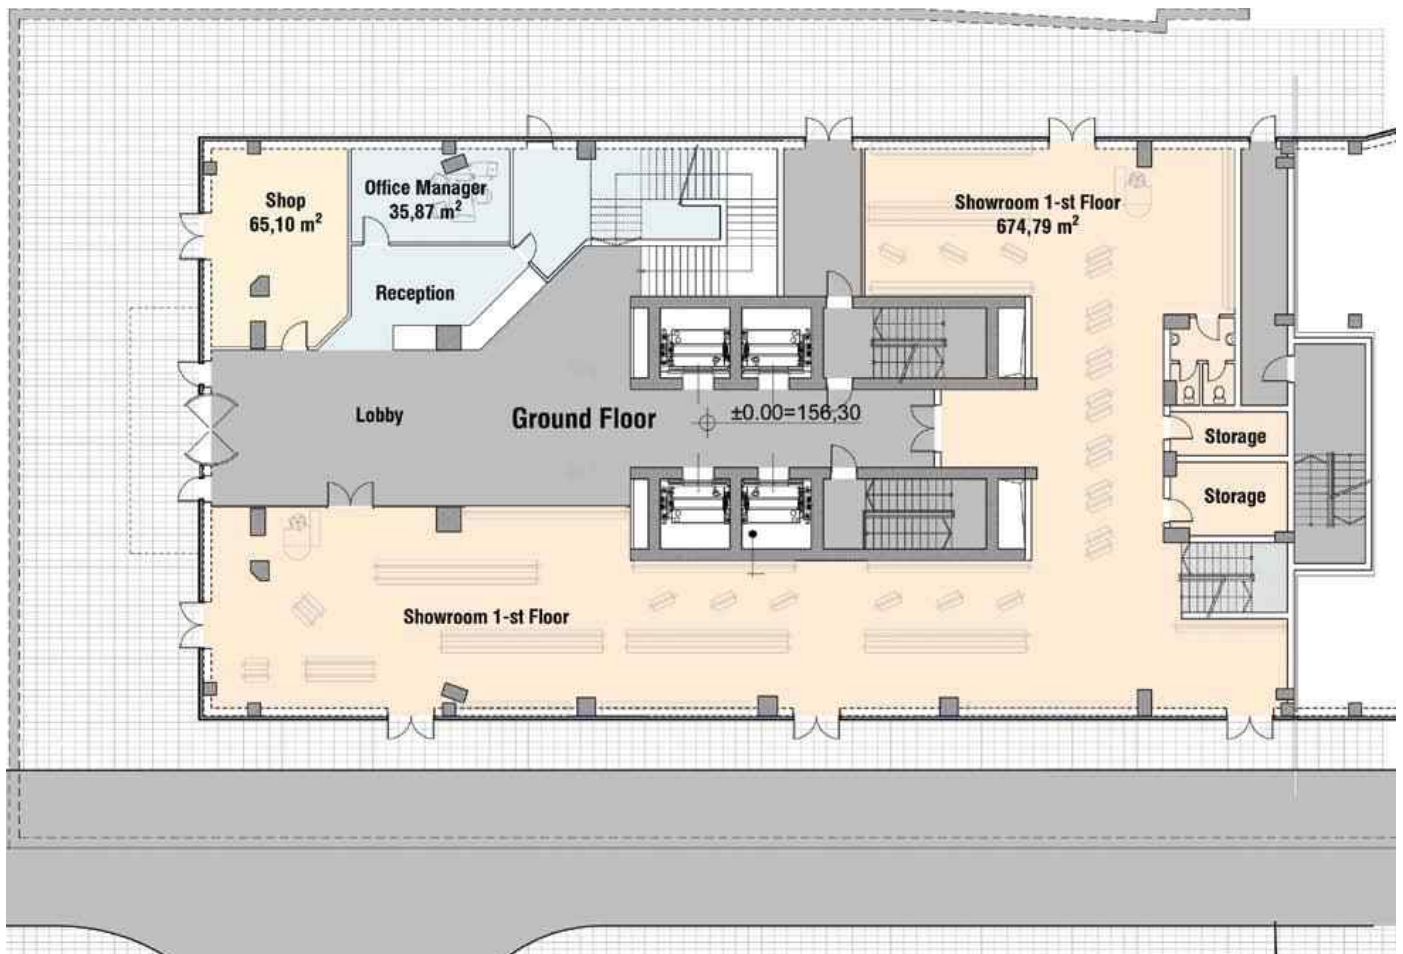 Shop
65,10 m²
Office Manager
35,87 m²
Showroom 1-st Floor
674,79 m²
Reception
Lobby
Ground Floor
±0.00=156,30
Storage
Storage
Showroom 1-st Floor